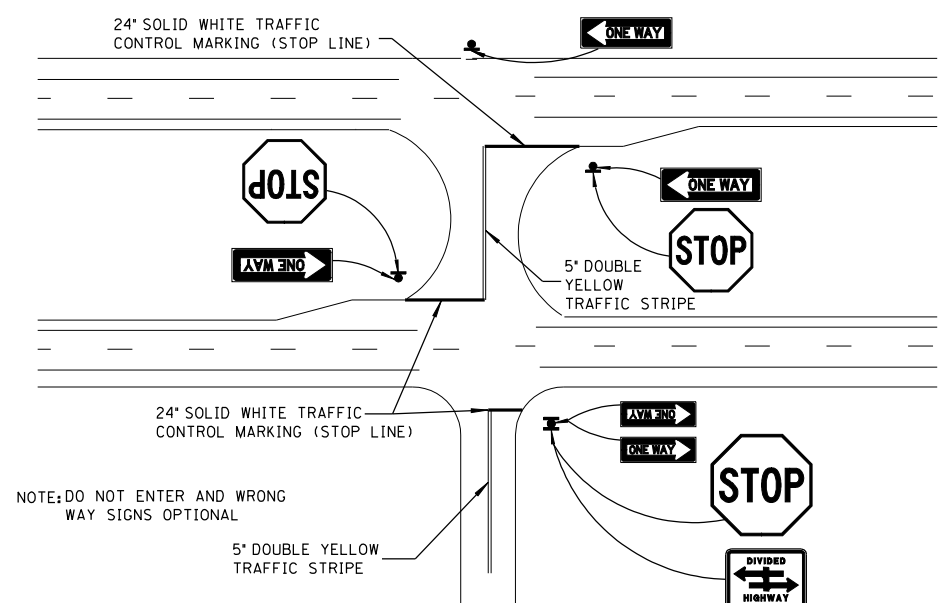 24" SOLID WHITE TRAFFIC
CONTROL MARKING (STOP LINE)
ONE WAY
STOP
ONE WAY
ONE WAY
STOP
5" DOUBLE
YELLOW
TRAFFIC STRIPE
24" SOLID WHITE TRAFFIC
CONTROL MARKING (STOP LINE)
ONE WAY
ONE WAY
STOP
NOTE: DO NOT ENTER AND WRONG
WAY SIGNS OPTIONAL
5" DOUBLE YELLOW
TRAFFIC STRIPE
DIVIDED
HIGHWAY